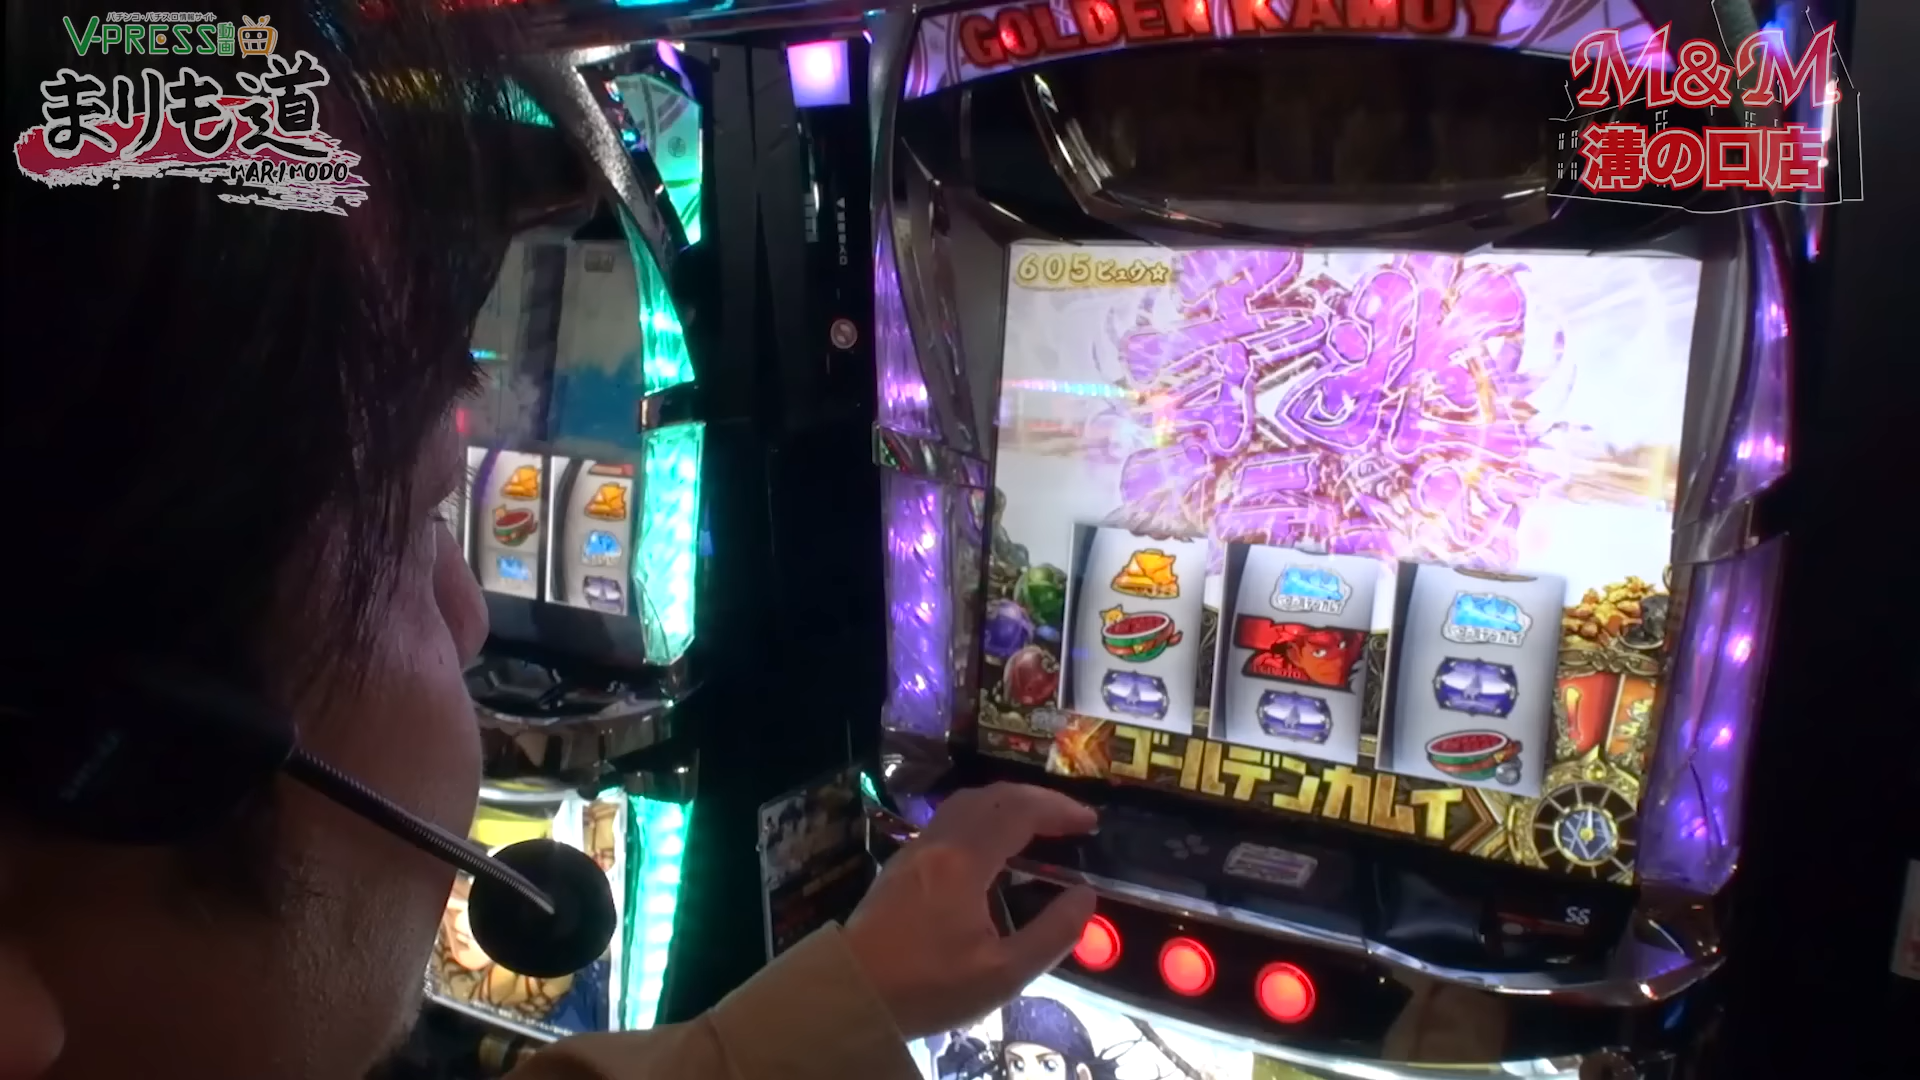 パチンコ・パチスロ情報サイト
V-PRESS動画
まりも道
MARIMODO
GOLDEN KAMUY
M&M
溝の口店
605ピュウ☆
ゴールデンカムイ